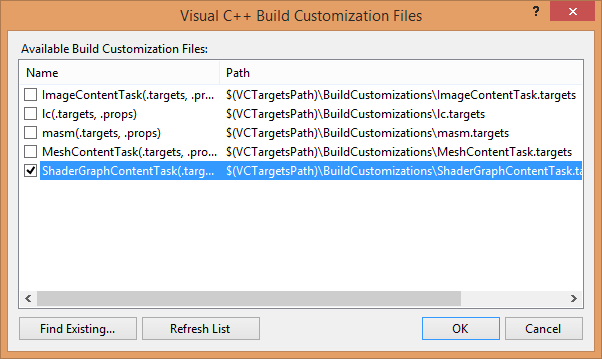 Visual C++ Build Customization Files
?
Available Build Customization Files:
Name Path
ImageContentTask(.targets, .pr... $(VCTargetsPath)\BuildCustomizations\ImageContentTask.targets
lc(.targets, .props) $(VCTargetsPath)\BuildCustomizations\lc.targets
masm(.targets, .props) $(VCTargetsPath)\BuildCustomizations\masm.targets
MeshContentTask(.targets, .pro... $(VCTargetsPath)\BuildCustomizations\MeshContentTask.targets
ShaderGraphContentTask(.targ... $(VCTargetsPath)\BuildCustomizations\ShaderGraphContentTask.ta
Find Existing... Refresh List OK Cancel